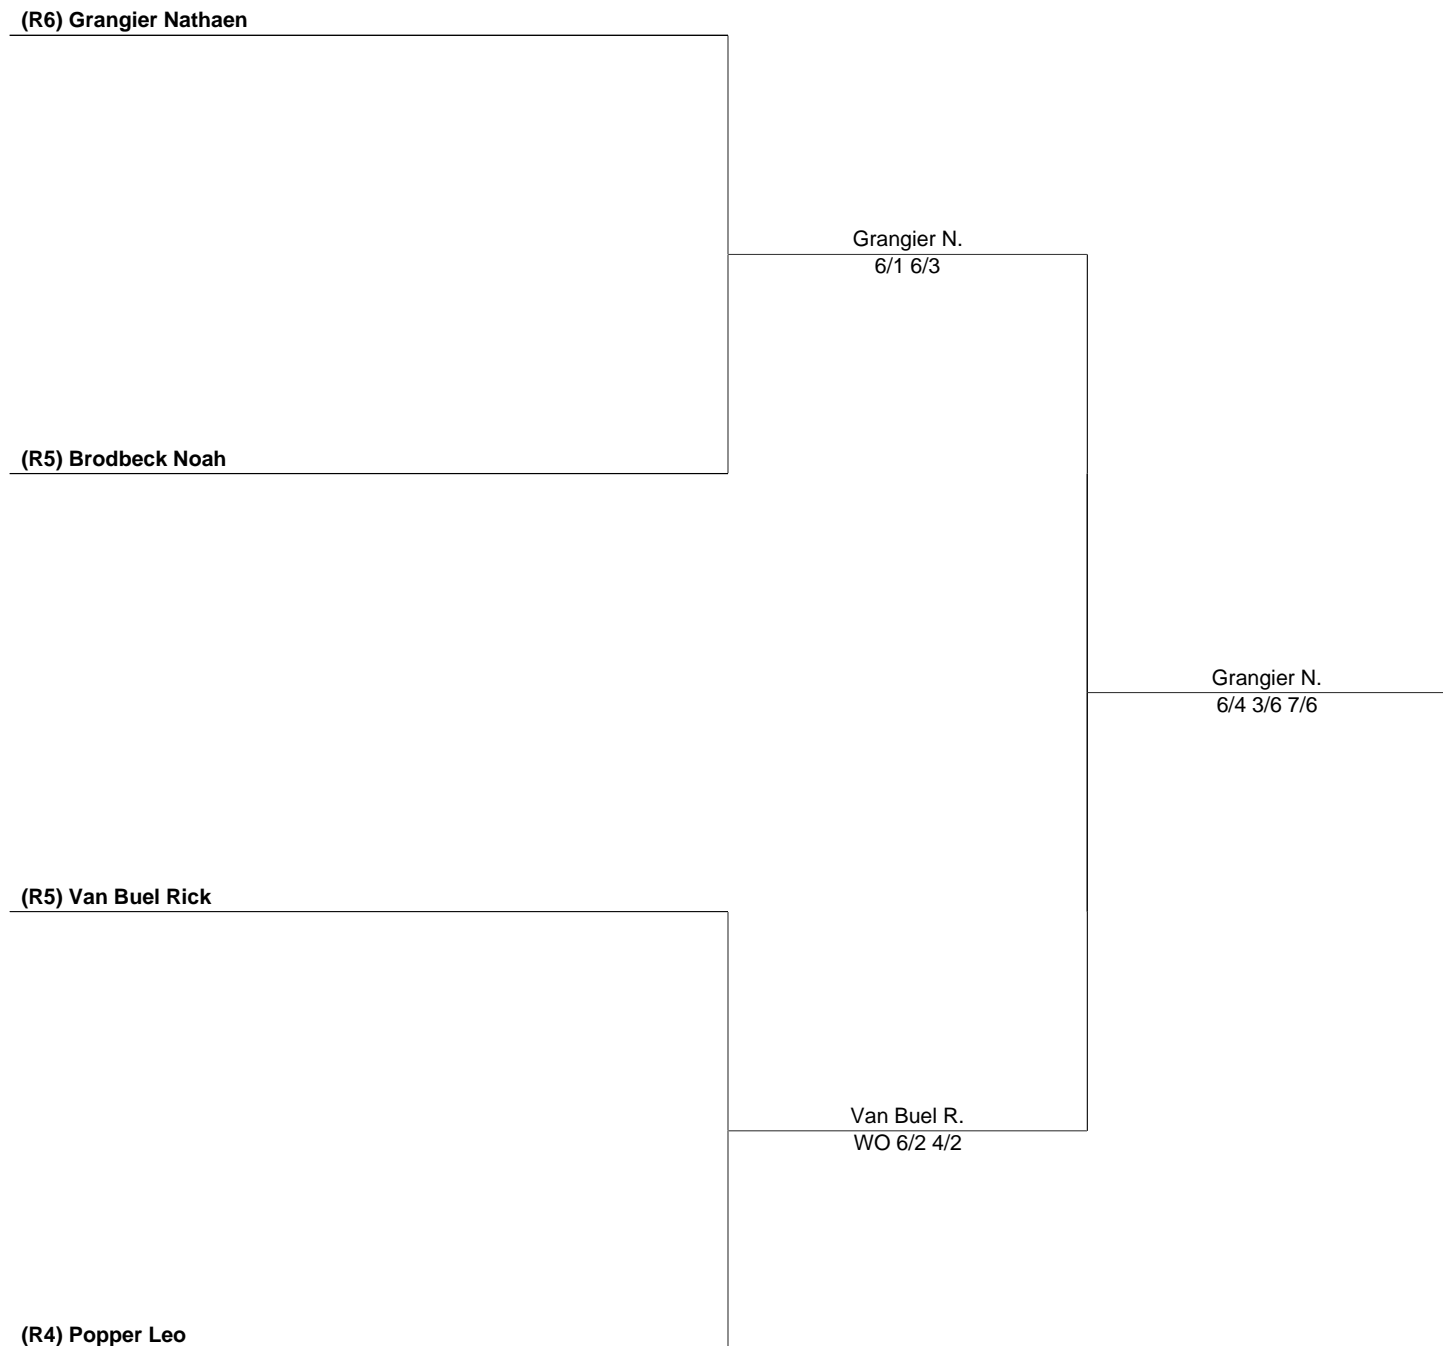 (R6) Grangier Nathaen
Grangier N.
6/1 6/3
(R5) Brodbeck Noah
Grangier N.
6/4 3/6 7/6
(R5) Van Buel Rick
Van Buel R.
WO 6/2 4/2
(R4) Popper Leo